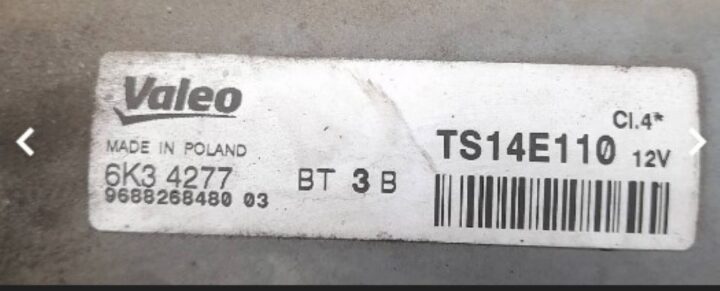 Valeo
MADE IN POLAND
6K3 4277
9688268480 03
BT 3 B
Cl.4*
TS14E110 12V